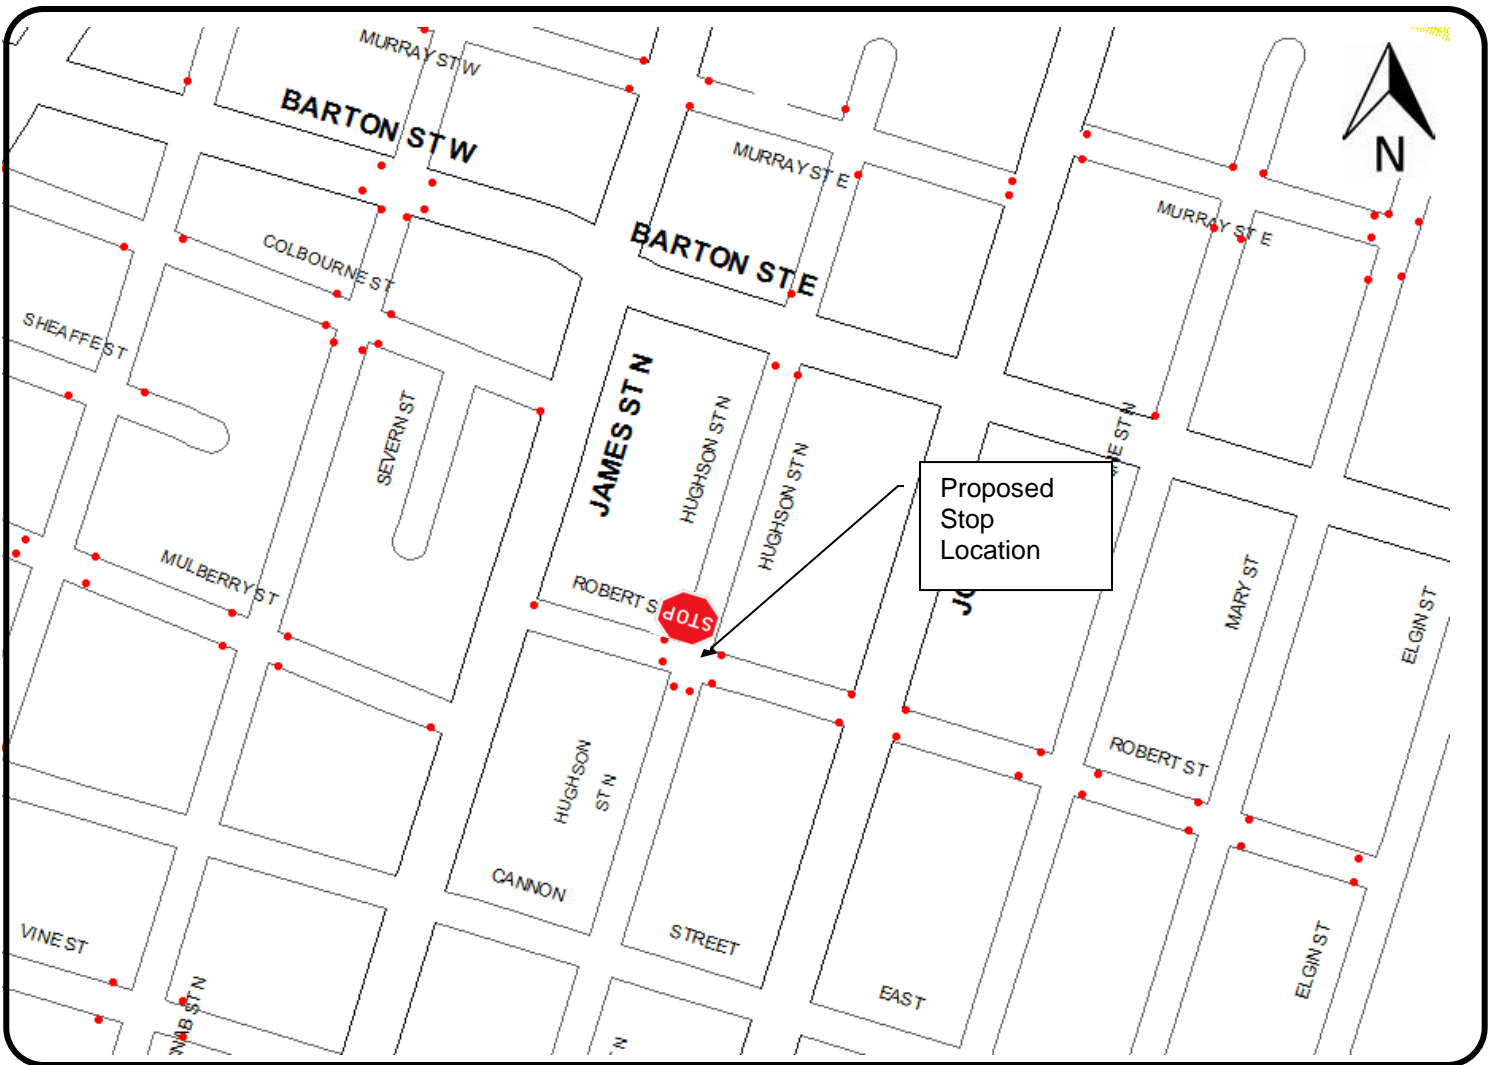 MURRAY ST W
BARTON ST W
MURRAY ST E
N
MURRAY ST E
BARTON ST E
COLBOURNE ST
SHEAFFE ST
SEVERN ST
JAMES ST N
HUGHSON ST N
HUGHSON ST N
Proposed
Stop
Location
MULBERRY ST
ROBERT S
STOP
MARY ST
ELGIN ST
ROBERT ST
HUGHSON
ST N
CANNON
STREET
EAST
VINE ST
ELGIN ST
ST N
ST N
N